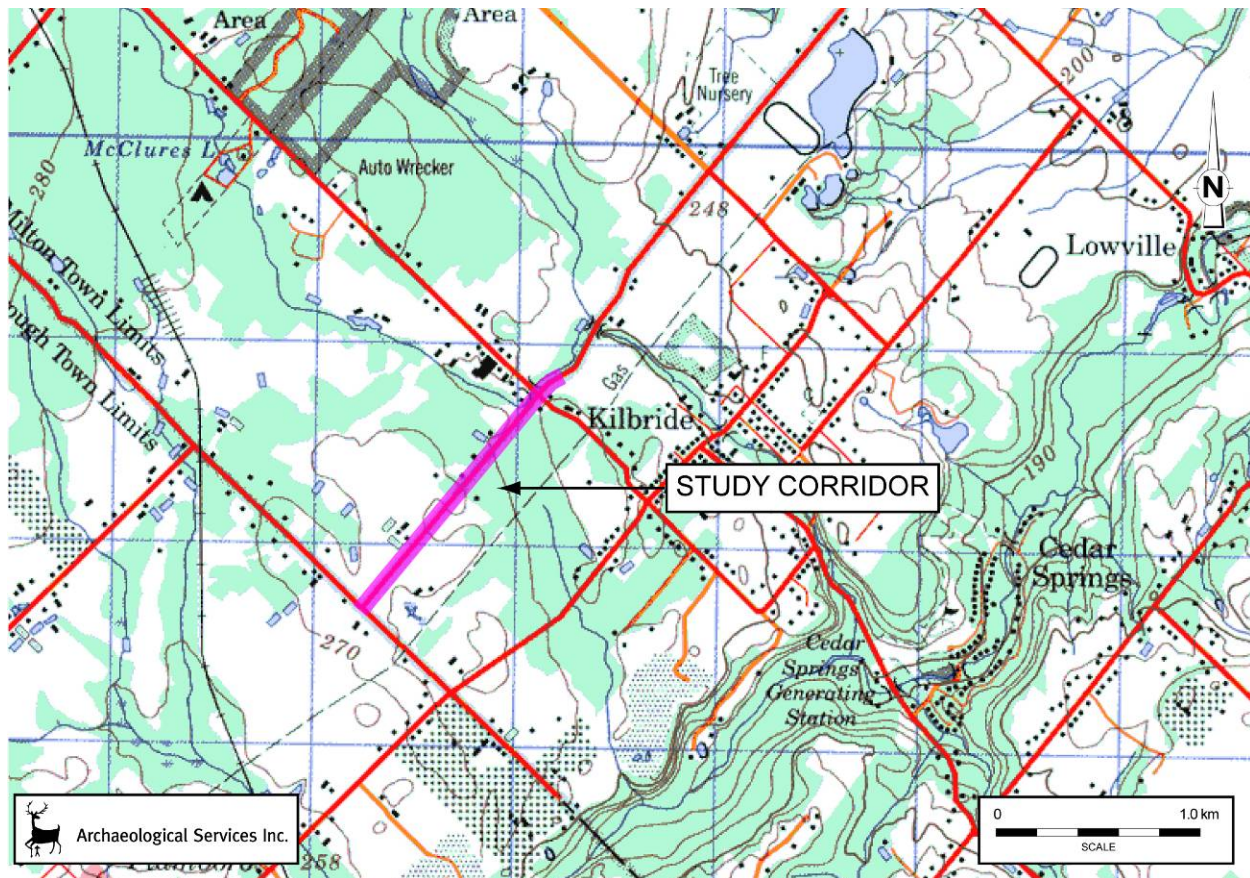 Area
Area
Tree
Nursery
200
McClures L
Auto Wrecker
280
248
N
Milton Town Limits
Lowville
ough Town Limits
Gas
Kilbride
STUDY CORRIDOR
190
Cedar
Springs
270
Cedar
Springs
Generating
Station
Archaeological Services Inc.
258
0 1.0 km
SCALE